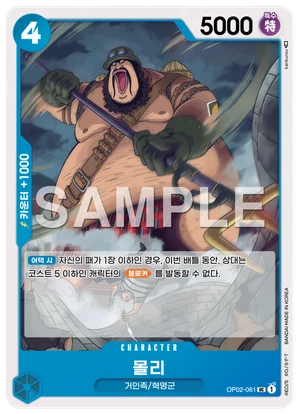 4
5000
특수
特
카운터 +1000
SAMPLE
어택 시 자신의 패가 1장 이하인 경우, 이번 배틀 동안, 상대는
코스트 5 이하인 캐릭터의 블로커 를 발동할 수 없다.
CHARACTER
몰리
거인족/혁명군
OP02-061 UC 1
BANDAI MADE IN KOREA